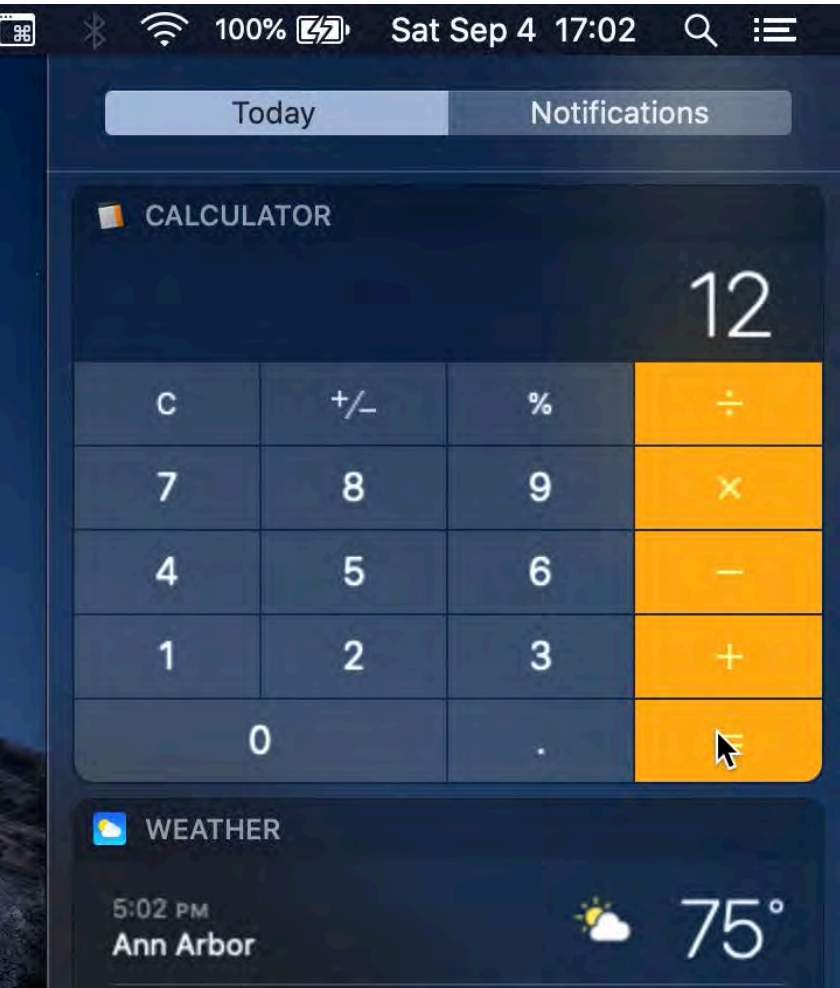 100% Sat Sep 4 17:02
Today Notifications
CALCULATOR
12
C +/− % ÷
7 8 9 ×
4 5 6 −
1 2 3 +
0 . =
WEATHER
5:02 PM
Ann Arbor
75°